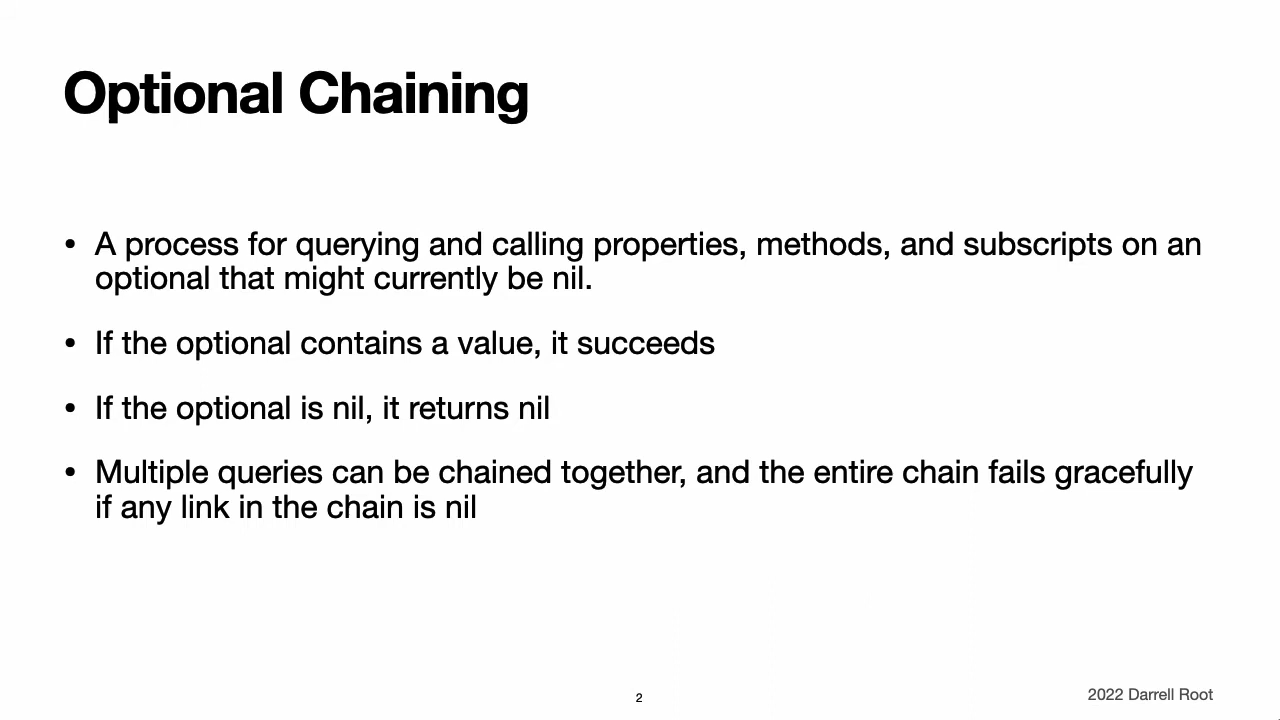 Optional Chaining
• A process for querying and calling properties, methods, and subscripts on an
optional that might currently be nil.
• If the optional contains a value, it succeeds
• If the optional is nil, it returns nil
• Multiple queries can be chained together, and the entire chain fails gracefully
if any link in the chain is nil
2
2022 Darrell Root